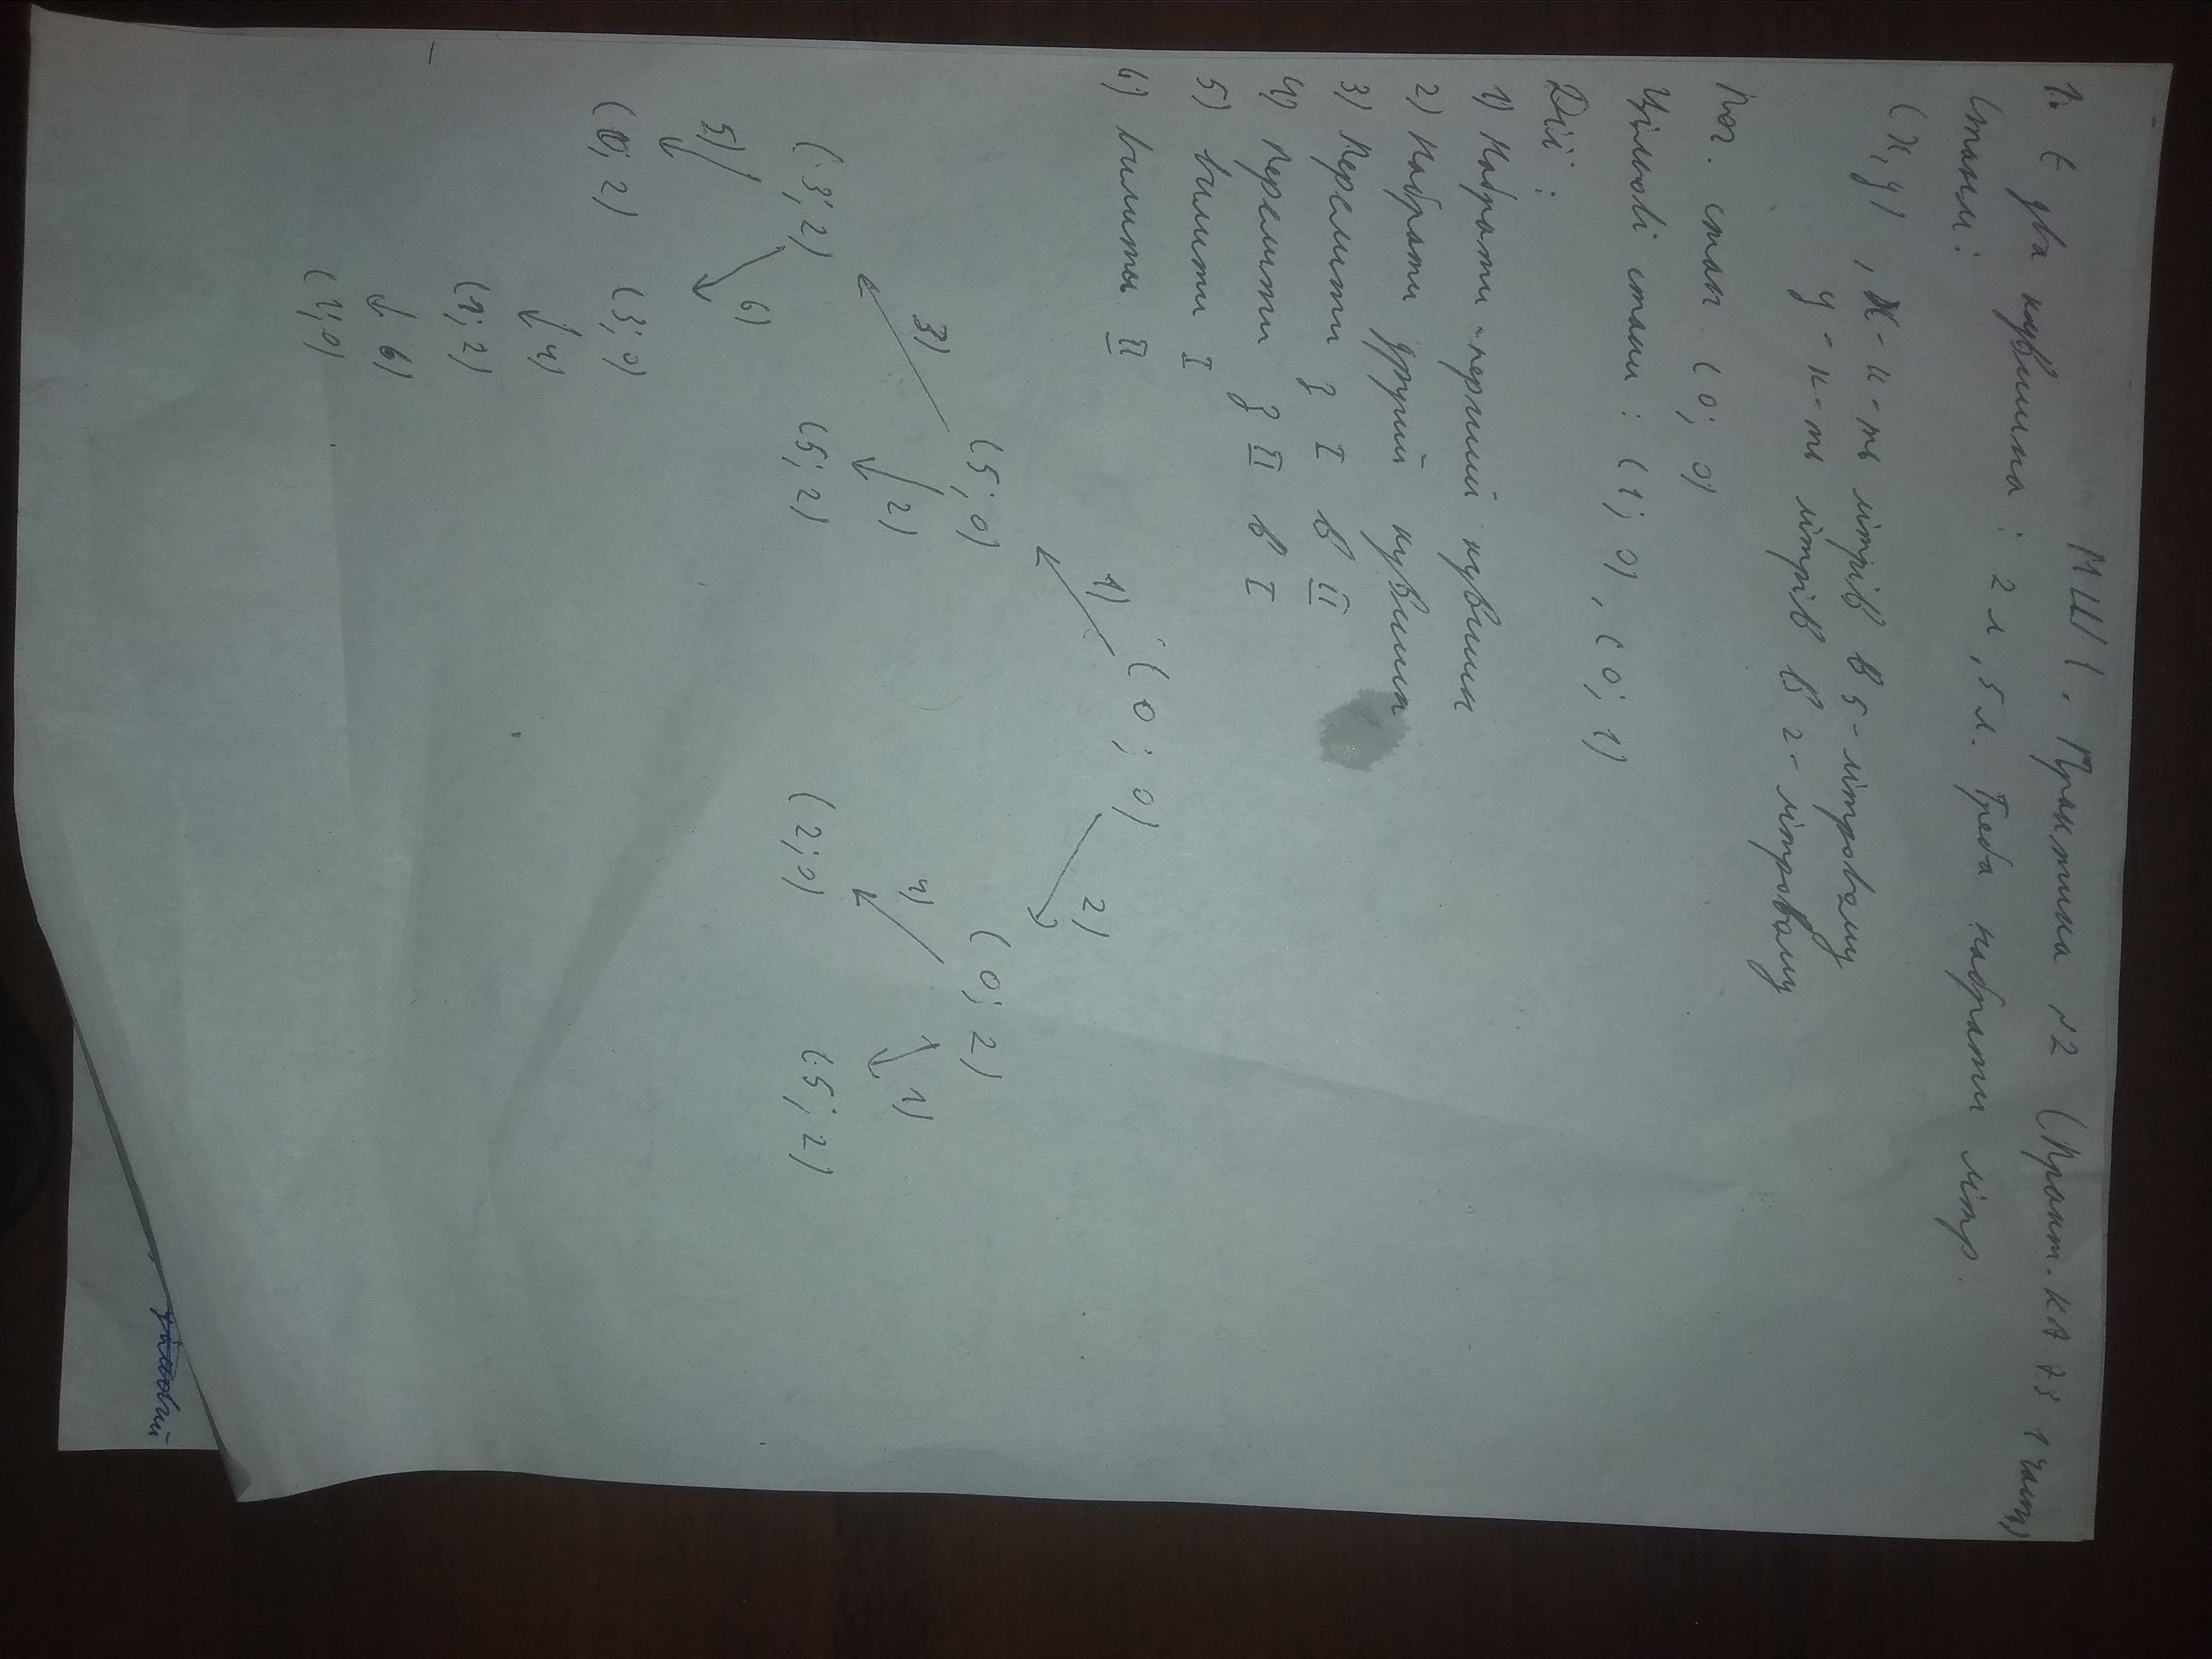 МШІ. Практика №2 (Практ. КА 7.3 1 част)
1. Є два кувшина: 2 л, 5 л. Треба набрати літр.
Стани:
(x, y), x - к-ть літрів в 5-літровому
y - к-ть літрів в 2-літровому
Поч. стан (0; 0)
Цільові стани: (1; 0), (0; 1)
Дії:
1) Набрати перший кувшин
2) Набрати другий кувшин
3) Перелити з I в II
4) Перелити з II в I
5) Вилити I
6) Вилити II
(0; 0)
1) 2)
(5; 0) (0; 2)
3) 2) 4) 1)
(3; 2) (5; 2) (2; 0) (5; 2)
5) 6)
(0; 2) (3; 0)
4)
(1; 2)
6)
(1; 0)